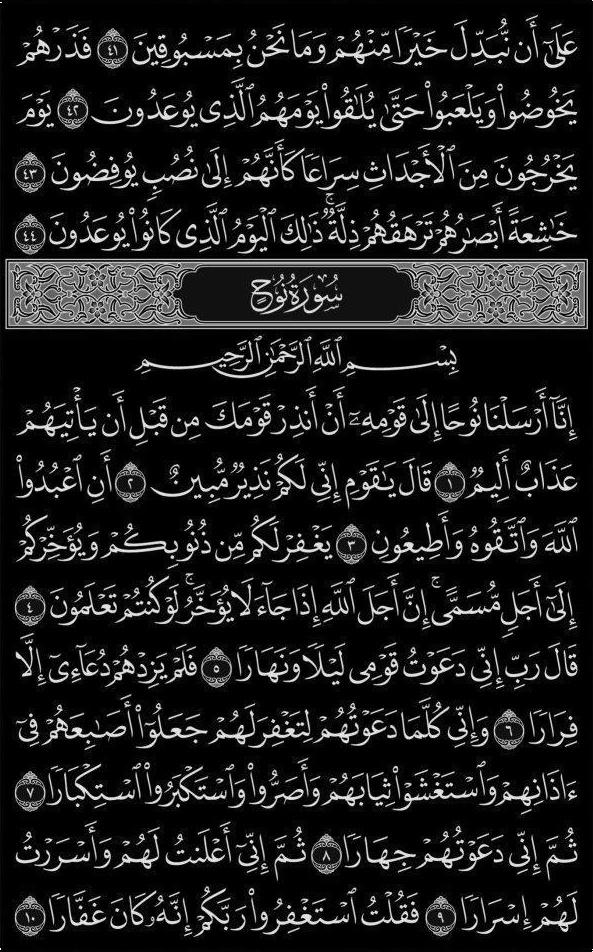 عَلَىٰٓ أَن نُّبَدِّلَ خَيْرًا مِّنْهُمْ وَمَا نَحْنُ بِمَسْبُوقِينَ ٤١ فَذَرْهُمْ
يَخُوضُوا۟ وَيَلْعَبُوا۟ حَتَّىٰ يُلَٰقُوا۟ يَوْمَهُمُ ٱلَّذِى يُوعَدُونَ ٤٢ يَوْمَ
يَخْرُجُونَ مِنَ ٱلْأَجْدَاثِ سِرَاعًا كَأَنَّهُمْ إِلَىٰ نُصُبٍ يُوفِضُونَ ٤٣
خَٰشِعَةً أَبْصَٰرُهُمْ تَرْهَقُهُمْ ذِلَّةٌ ۚ ذَٰلِكَ ٱلْيَوْمُ ٱلَّذِى كَانُوا۟ يُوعَدُونَ ٤٤
سُورَةُ نُوحٍ
بِسْمِ ٱللَّهِ ٱلرَّحْمَٰنِ ٱلرَّحِيمِ
إِنَّآ أَرْسَلْنَا نُوحًا إِلَىٰ قَوْمِهِۦٓ أَنْ أَنذِرْ قَوْمَكَ مِن قَبْلِ أَن يَأْتِيَهُمْ
عَذَابٌ أَلِيمٌ ١ قَالَ يَٰقَوْمِ إِنِّى لَكُمْ نَذِيرٌ مُّبِينٌ ٢ أَنِ ٱعْبُدُوا۟
ٱللَّهَ وَٱتَّقُوهُ وَأَطِيعُونِ ٣ يَغْفِرْ لَكُم مِّن ذُنُوبِكُمْ وَيُؤَخِّرْكُمْ
إِلَىٰٓ أَجَلٍ مُّسَمًّى ۚ إِنَّ أَجَلَ ٱللَّهِ إِذَا جَآءَ لَا يُؤَخَّرُ ۖ لَوْ كُنتُمْ تَعْلَمُونَ ٤
قَالَ رَبِّ إِنِّى دَعَوْتُ قَوْمِى لَيْلًا وَنَهَارًا ٥ فَلَمْ يَزِدْهُمْ دُعَآءِىٓ إِلَّا
فِرَارًا ٦ وَإِنِّى كُلَّمَا دَعَوْتُهُمْ لِتَغْفِرَ لَهُمْ جَعَلُوٓا۟ أَصَٰبِعَهُمْ فِىٓ
ءَاذَانِهِمْ وَٱسْتَغْشَوْا۟ ثِيَابَهُمْ وَأَصَرُّوا۟ وَٱسْتَكْبَرُوا۟ ٱسْتِكْبَارًا ٧
ثُمَّ إِنِّى دَعَوْتُهُمْ جِهَارًا ٨ ثُمَّ إِنِّىٓ أَعْلَنتُ لَهُمْ وَأَسْرَرْتُ
لَهُمْ إِسْرَارًا ٩ فَقُلْتُ ٱسْتَغْفِرُوا۟ رَبَّكُمْ إِنَّهُۥ كَانَ غَفَّارًا ١٠